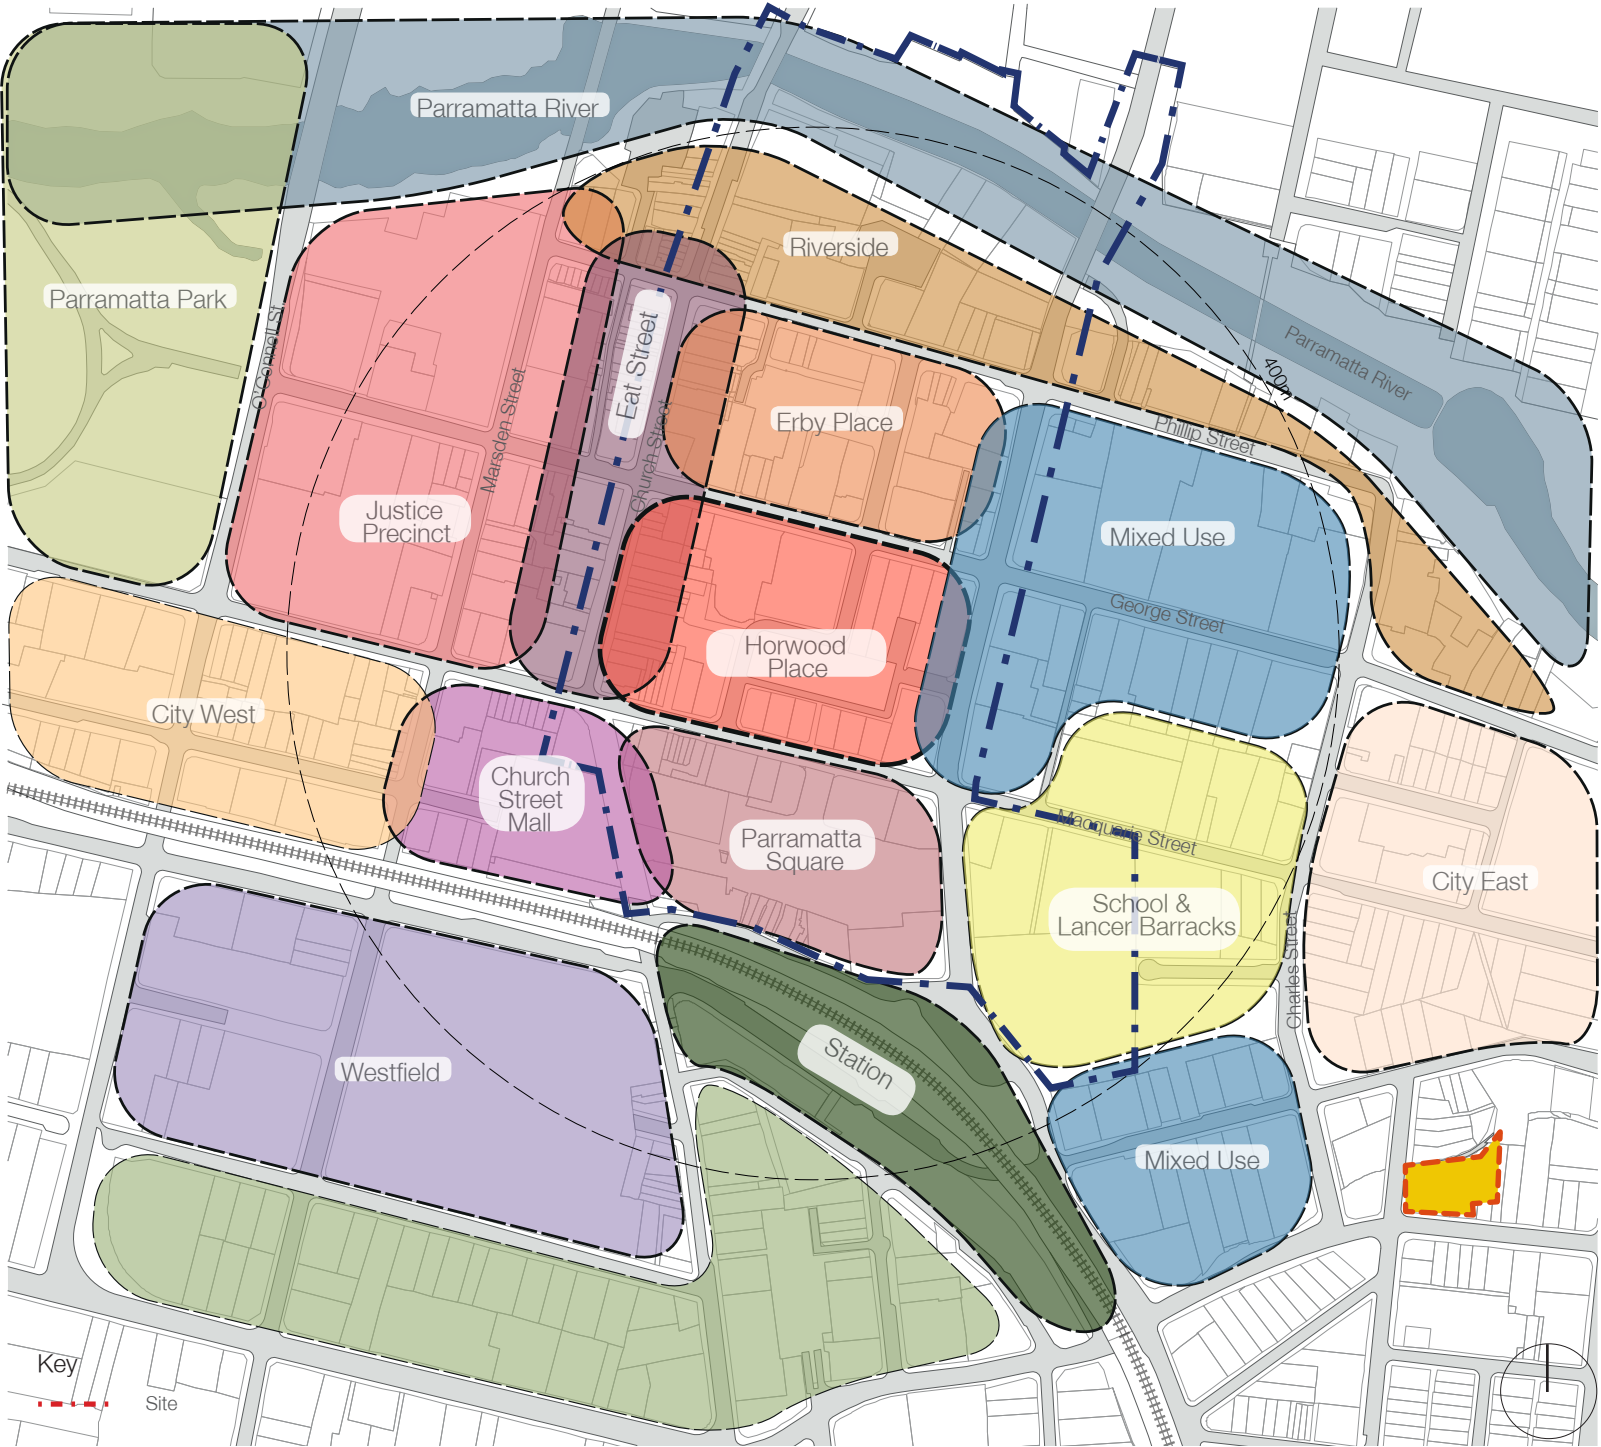 Parramatta River
Riverside
Parramatta Park
O'Connell St
Eat Street
Parramatta River
400m
Marsden Street
Church Street
Erby Place
Phillip Street
Justice
Precinct
Mixed Use
George Street
Horwood
Place
City West
Church
Street
Mall
Parramatta
Square
Macquarie Street
City East
School &
Lancer Barracks
Charles Street
Station
Westfield
Mixed Use
Key
Site